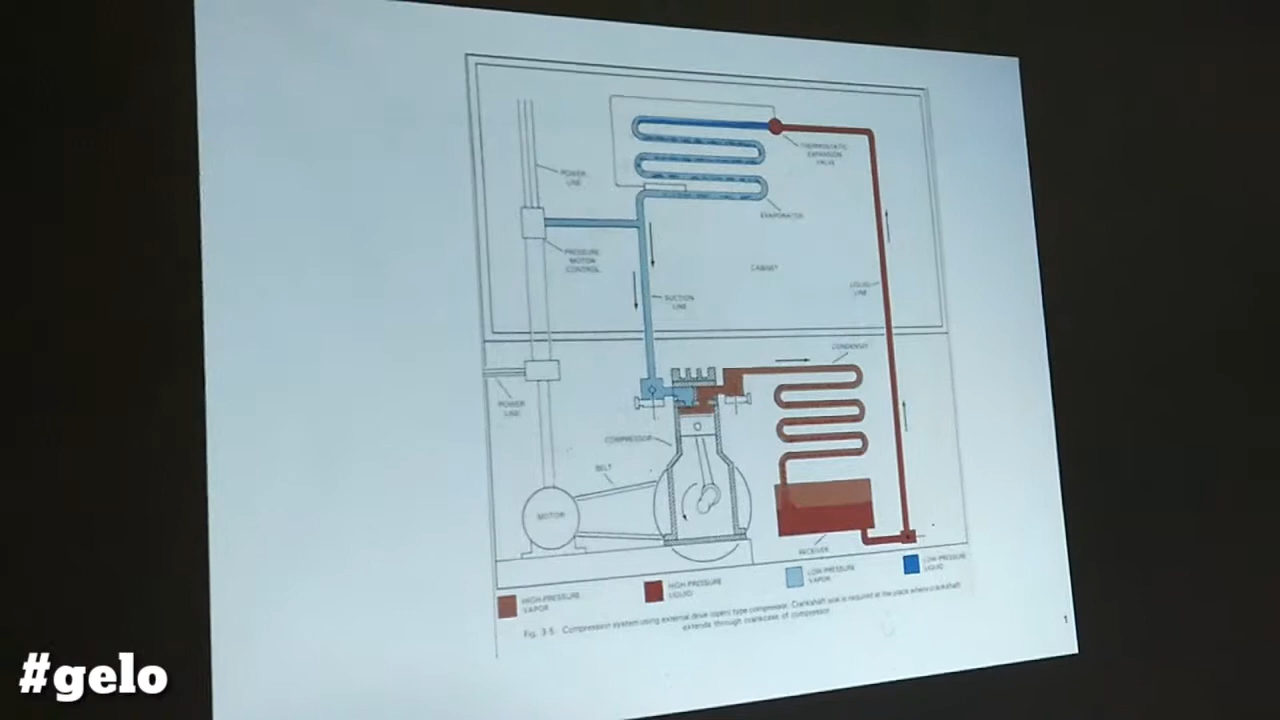 THERMOSTATIC
EXPANSION
VALVE
POWER
LINE
EVAPORATOR
PRESSURE
MOTOR
CONTROL
CABINET
SUCTION
LINE
LIQUID
LINE
CONDENSER
POWER
LINE
COMPRESSOR
BELT
MOTOR
RECEIVER
HIGH-PRESSURE
VAPOR
HIGH-PRESSURE
LIQUID
LOW-PRESSURE
VAPOR
LOW-PRESSURE
LIQUID
Fig. 3-5. Compression system using external drive (open) type compressor. Crankshaft seal is required at the place where crankshaft
extends through crankcase of compressor.
1
#gelo